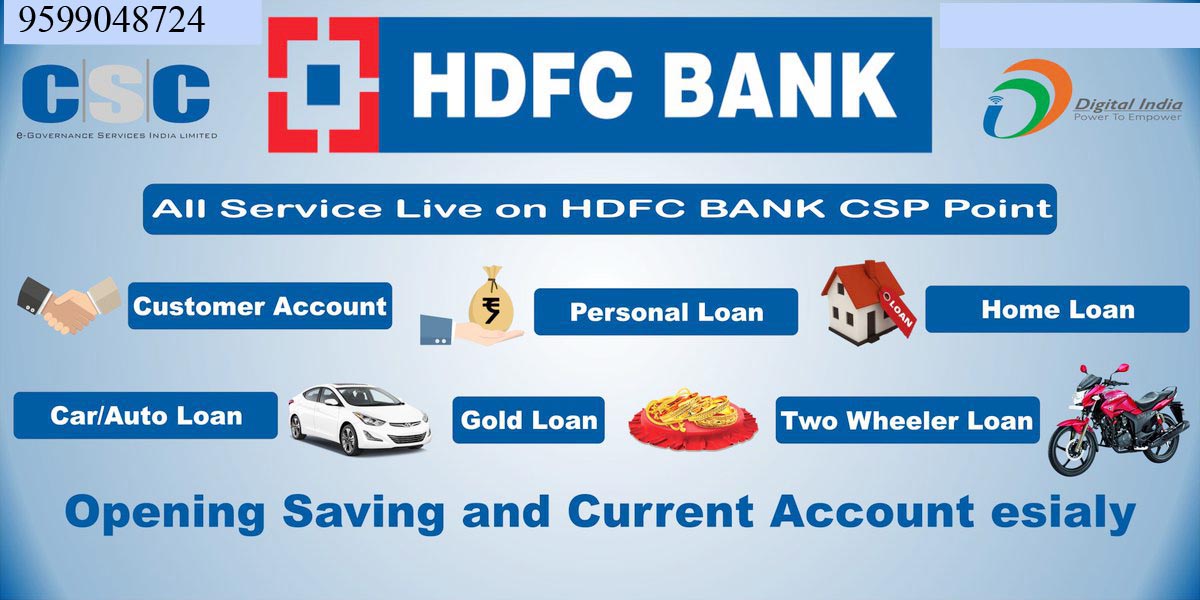 9599048724
CSC
e-Governance Services India Limited
HDFC BANK
Digital India
Power To Empower
All Service Live on HDFC BANK CSP Point
Customer Account
₹
Personal Loan
LOAN
Home Loan
Car/Auto Loan
Gold Loan
Two Wheeler Loan
Opening Saving and Current Account esialy